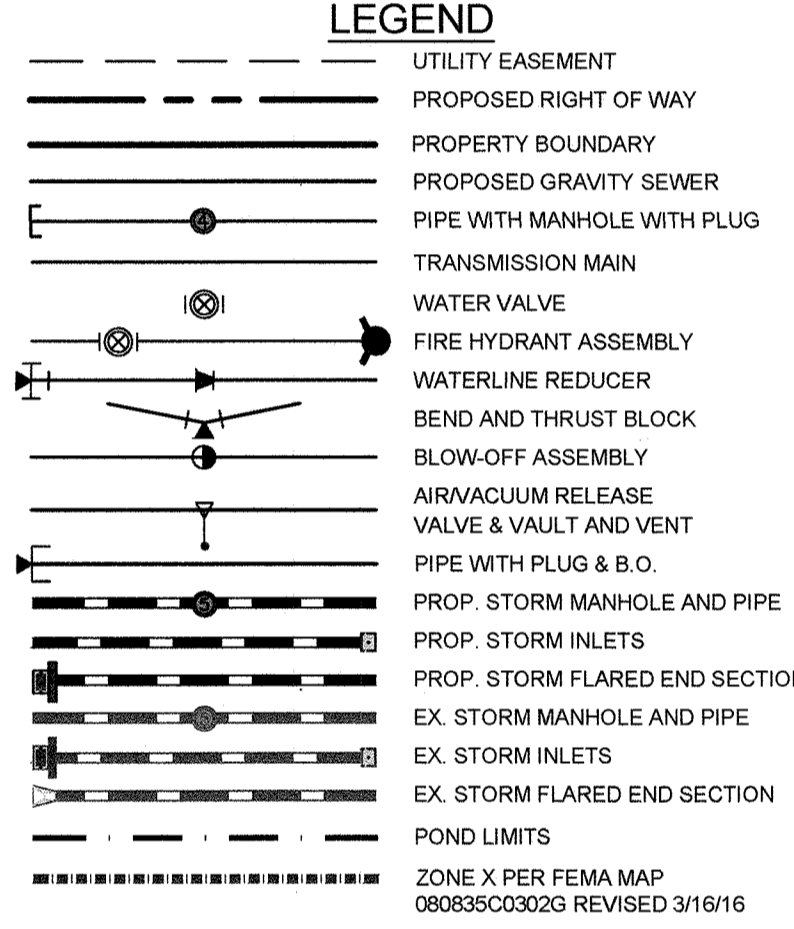 LEGEND
UTILITY EASEMENT
PROPOSED RIGHT OF WAY
PROPERTY BOUNDARY
PROPOSED GRAVITY SEWER
4
PIPE WITH MANHOLE WITH PLUG
TRANSMISSION MAIN
WATER VALVE
FIRE HYDRANT ASSEMBLY
WATERLINE REDUCER
BEND AND THRUST BLOCK
BLOW-OFF ASSEMBLY
AIR/VACUUM RELEASE
VALVE & VAULT AND VENT
PIPE WITH PLUG & B.O.
5
PROP. STORM MANHOLE AND PIPE
PROP. STORM INLETS
PROP. STORM FLARED END SECTION
5
EX. STORM MANHOLE AND PIPE
EX. STORM INLETS
EX. STORM FLARED END SECTION
POND LIMITS
ZONE X PER FEMA MAP
080835C0302G REVISED 3/16/16